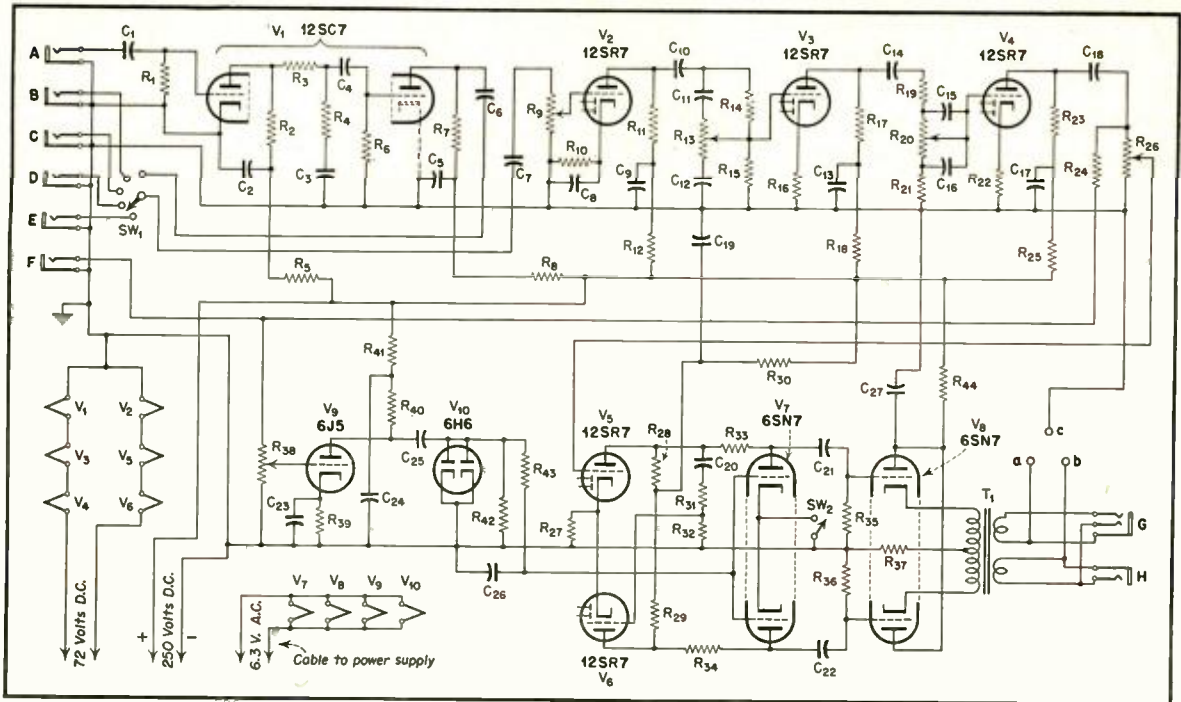 A
B
C
D
E
F
SW1
C1
R1
V1 12SC7
R2
C2
R3
R4
C3
C4
R6
R7
C5
C6
C7
R5
R8
R9
V2
12SR7
R10
C8
C9
R11
R12
C10
C11
R13
C12
R14
R15
C19
V3
12SR7
R16
C13
R17
R18
C14
R19
R20
R21
C15
C16
V4
12SR7
R22
C17
R23
R24
R25
C18
R26
R41
R40
R38
V9
6J5
C23
R39
C24
C25
V10
6H6
R42
R43
C26
R30
V5
12SR7
R27
R28
R29
12SR7
V6
C20
R31
R32
R33
R34
V7
6SN7
C21
C22
SW2
R35
R36
R37
C27
R44
V8
6SN7
T1
a
b
c
G
H
V1
V2
V3
V5
V4
V6
72 Volts D.C.
+
250 Volts D.C.
−
6.3 V. A.C.
V7
V8
V9
V10
Cable to power supply